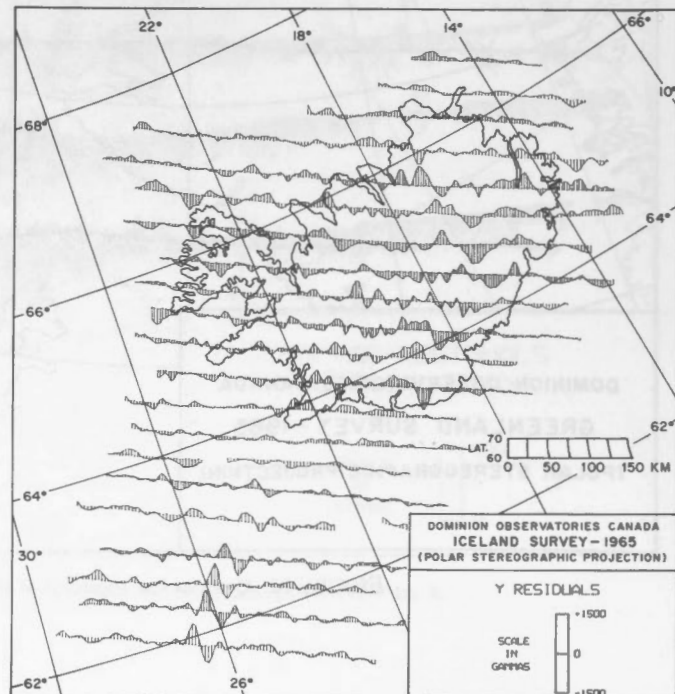 22°
18°
14°
66°
68°
10°
64°
66°
62°
70
LAT.
60
0 50 100 150 KM
64°
30°
62°
26°
DOMINION OBSERVATORIES CANADA
ICELAND SURVEY-1965
(POLAR STEREOGRAPHIC PROJECTION)
Y RESIDUALS
+1500
SCALE
IN
GAMMAS
0
-1500